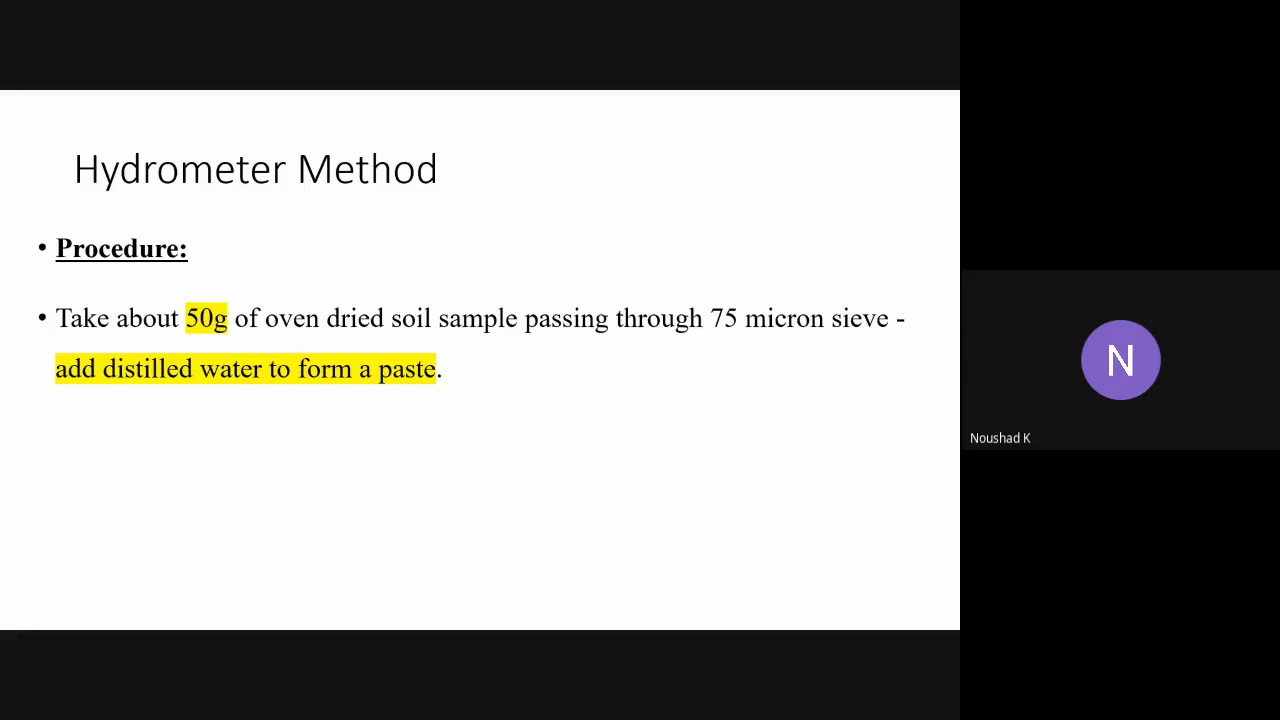 Hydrometer Method
• Procedure:
• Take about 50g of oven dried soil sample passing through 75 micron sieve -
add distilled water to form a paste.
N
Noushad K